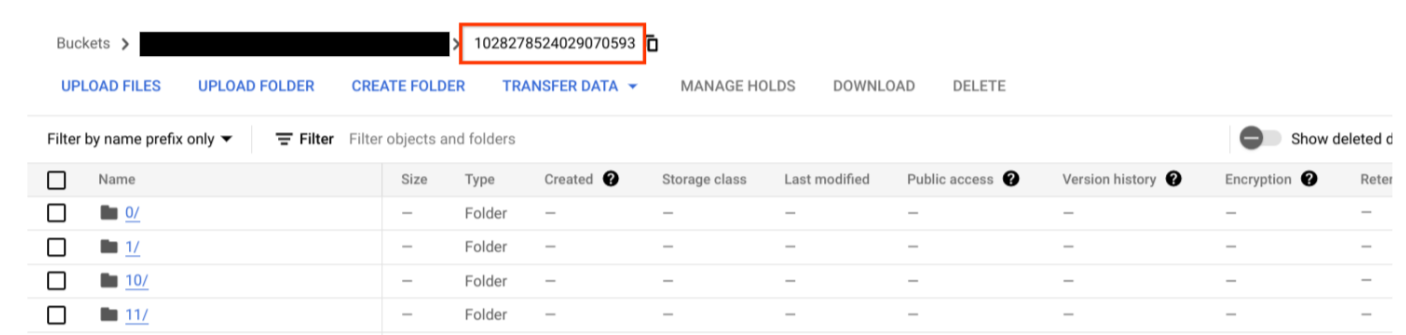 Buckets > > 1028278524029070593
UPLOAD FILES UPLOAD FOLDER CREATE FOLDER TRANSFER DATA MANAGE HOLDS DOWNLOAD DELETE
Filter by name prefix only Filter Filter objects and folders Show deleted d
Name Size Type Created Storage class Last modified Public access Version history Encryption Reter
0/ — Folder — — — — — — —
1/ — Folder — — — — — — —
10/ — Folder — — — — — — —
11/ — Folder — — — — — — —